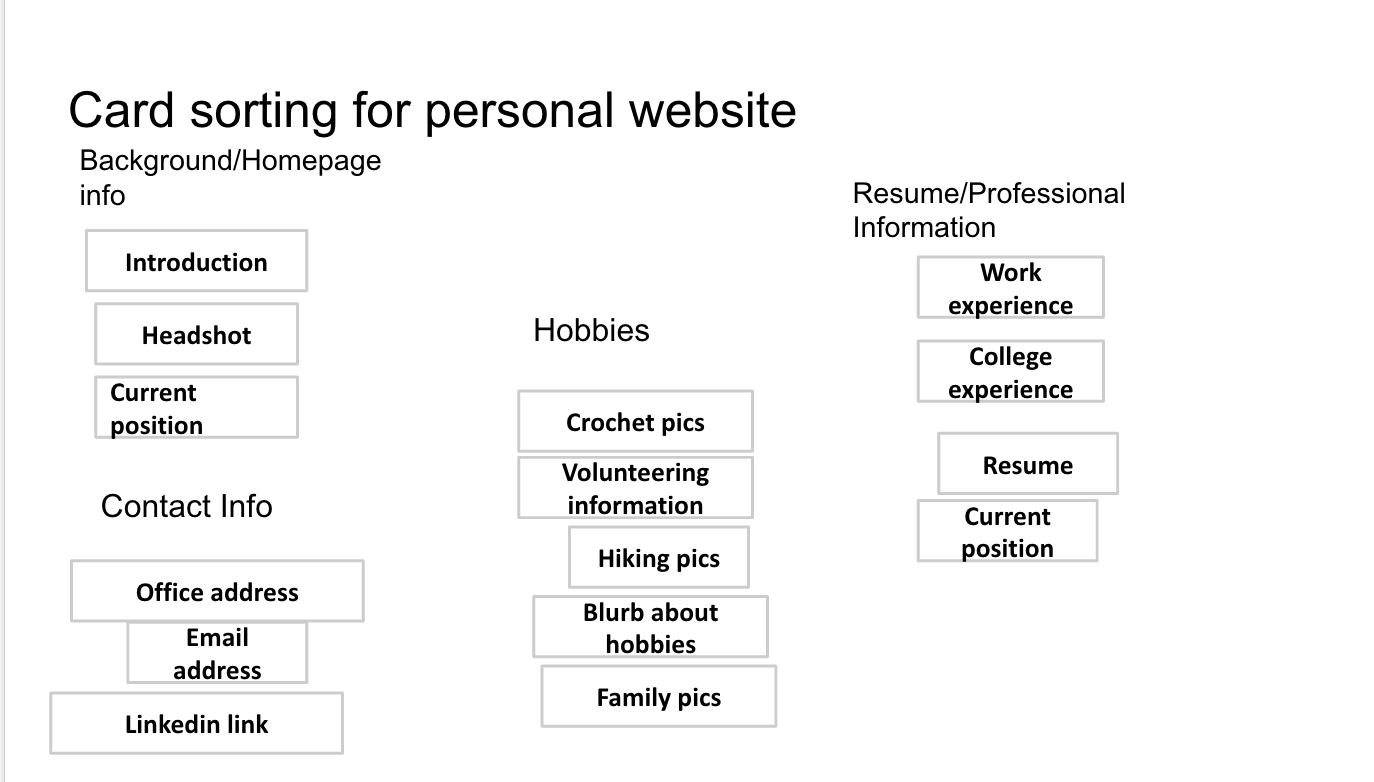 Card sorting for personal website
Background/Homepage
info
Introduction
Headshot
Current
position
Contact Info
Office address
Email
address
Linkedin link
Hobbies
Crochet pics
Volunteering
information
Hiking pics
Blurb about
hobbies
Family pics
Resume/Professional
Information
Work
experience
College
experience
Resume
Current
position